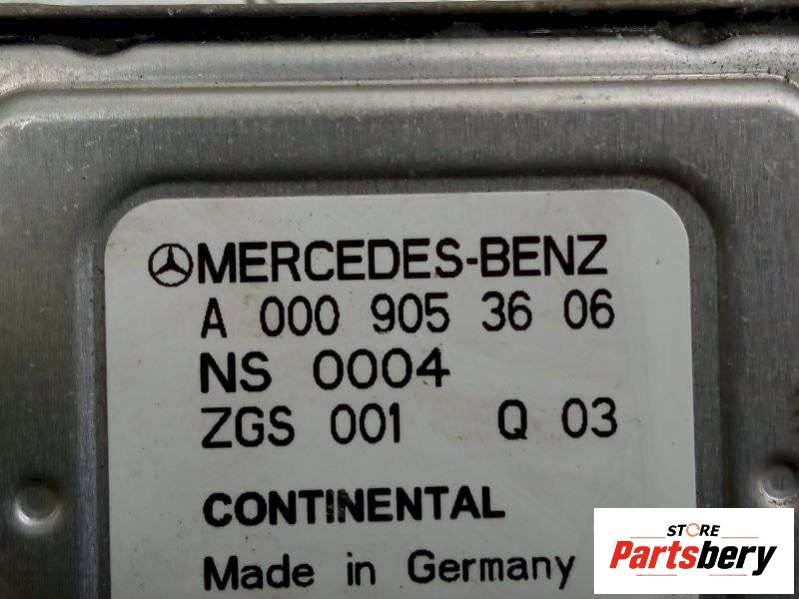 MERCEDES-BENZ
A 000 905 36 06
NS 0004
ZGS 001 Q 03
CONTINENTAL
Made in Germany
STORE
Partsbery